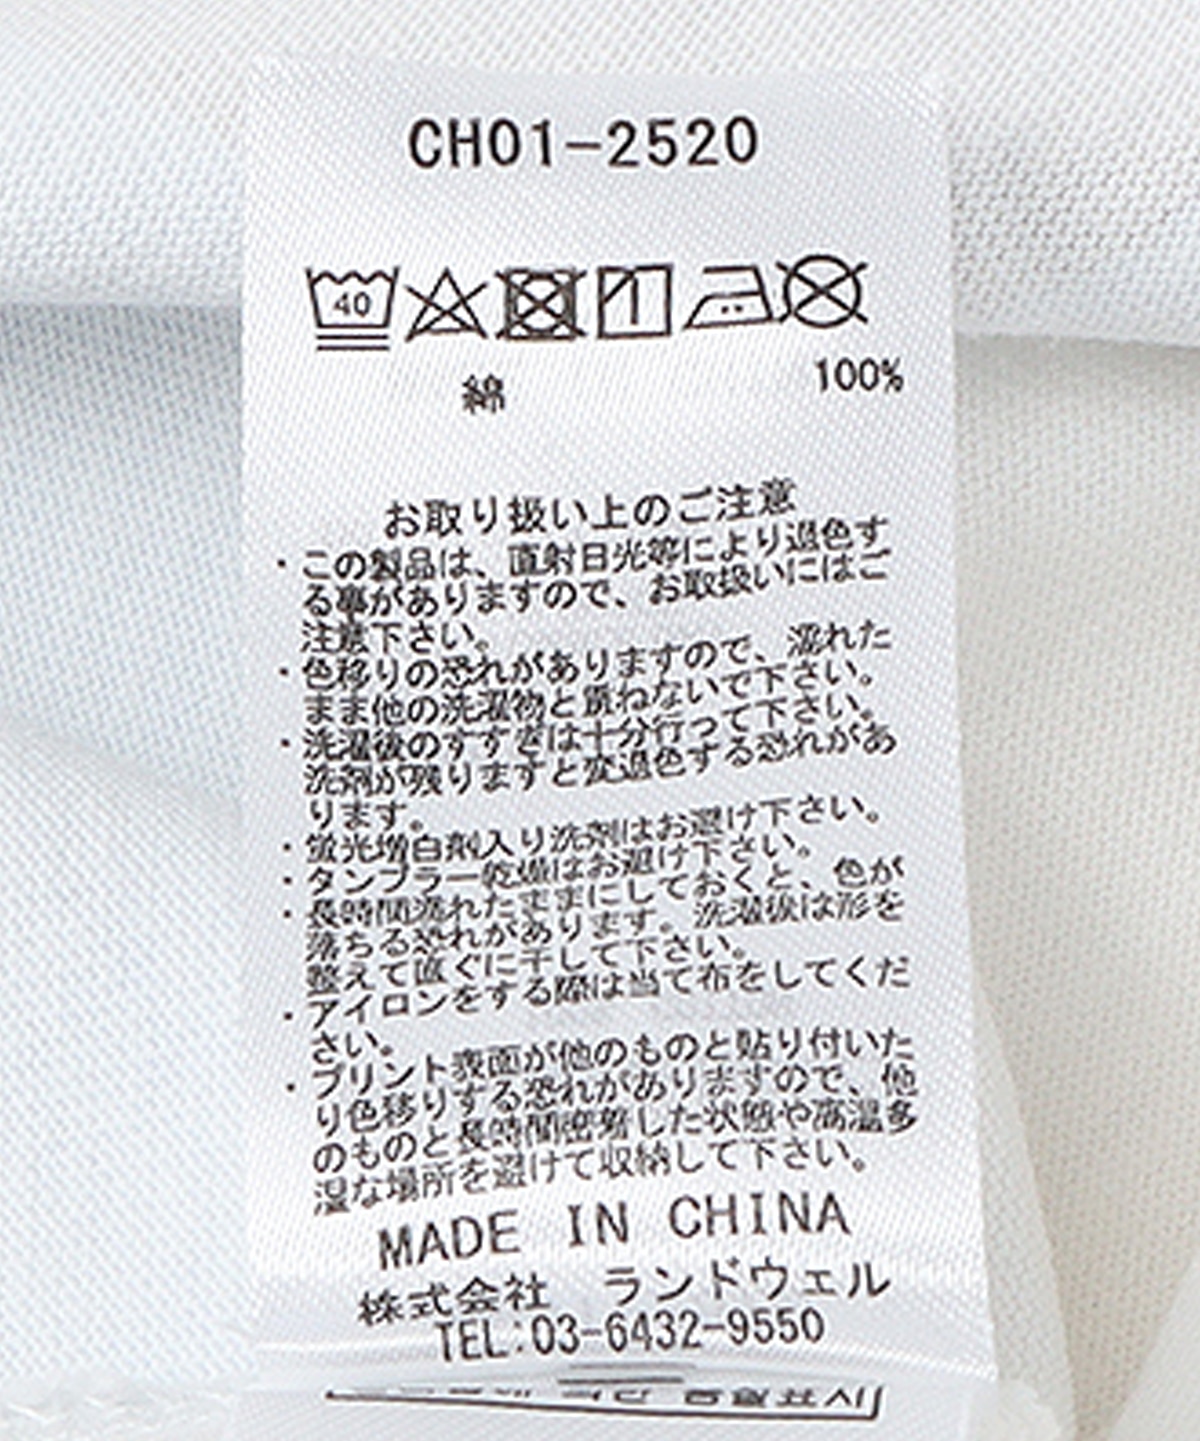 CH01-2520
40
綿 100%
お取り扱い上のご注意
・この製品は、直射日光等により退色す
る事がありますので、お取扱いにはご
注意下さい。
・色移りの恐れがありますので、濡れた
まま他の洗濯物と重ねないで下さい。
・洗濯後のすすぎは十分行って下さい。
洗剤が残りますと変退色する恐れがあ
ります。
・蛍光増白剤入り洗剤はお避け下さい。
・タンブラー乾燥はお避け下さい。
・長時間濡れたままにしておくと、色が
落ちる恐れがあります。洗濯後は形を
整えて直ぐに干して下さい。
・アイロンをする際は当て布をしてくだ
さい。
・プリント表面が他のものと貼り付いた
り色移りする恐れがありますので、他
のものと長時間密着した状態や高温多
湿な場所を避けて収納して下さい。
MADE IN CHINA
株式会社 ランドウェル
TEL:03-6432-9550